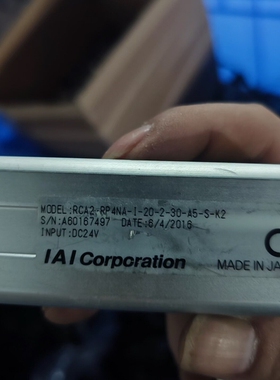 MODEL:RCA2-RP4NA-I-20-2-30-A5-S-K2
S/N:A60167497 DATE:6/4/2016
INPUT:DC24V
IAI Corporation
MADE IN JA